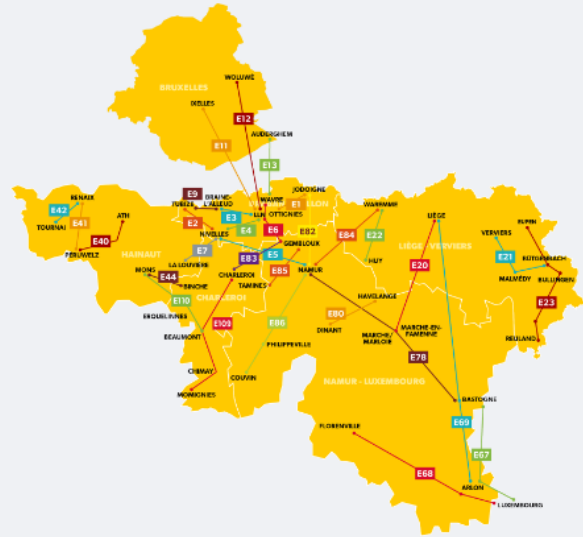 WOLUWÉ
BRUXELLES
IXELLES
E12
AUDERGHEM
E11
E13
JODOIGNE
E9
BRAINE
L'ALLEUD
WAVRE
E1
RENAIX
TUBIZE
WAREMME
E42
LLN
OTTIGNIES
E3
LIÈGE
TOURNAI
E41
ATH
E2
E4
E6
E82
E84
E22
EUPEN
NIVELLES
GEMBLOUX
VERVIERS
E40
LIÈGE - VERVIERS
PÉRUWELZ
HAINAUT
E7
E83
E5
E21
LA LOUVIÈRE
HUY
E20
BÜTGENBACH
MONS
E44
CHARLEROI
E85
NAMUR
MALMÉDY
BULLINGEN
BINCHE
TAMINES
CHARLEROI
HAVELANGE
E110
E23
ERQUELINNES
E80
E109
E86
DINANT
MARCHE/
MARLOIE
MARCHE-EN-
FAMENNE
BEAUMONT
PHILIPPEVILLE
REULAND
E78
CHIMAY
COUVIN
NAMUR - LUXEMBOURG
MOMIGNIES
BASTOGNE
FLORENVILLE
E69
E67
E68
ARLON
LUXEMBOURG